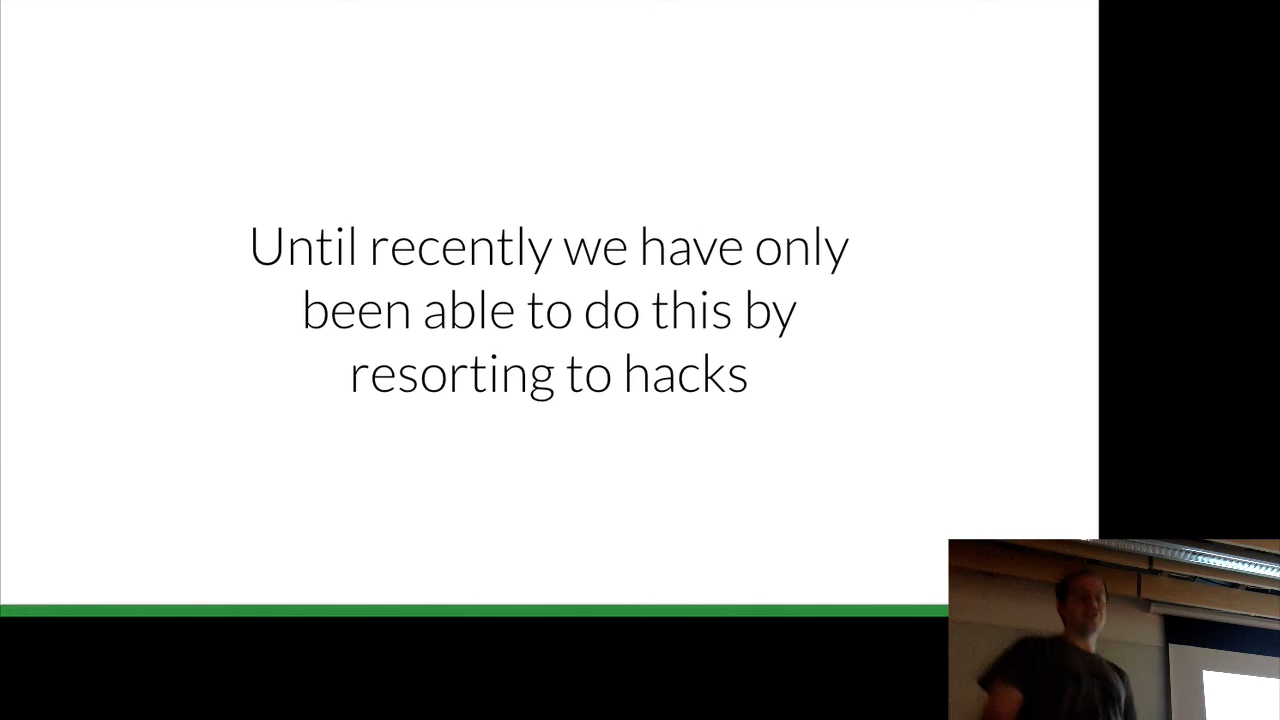 Until recently we have only
been able to do this by
resorting to hacks